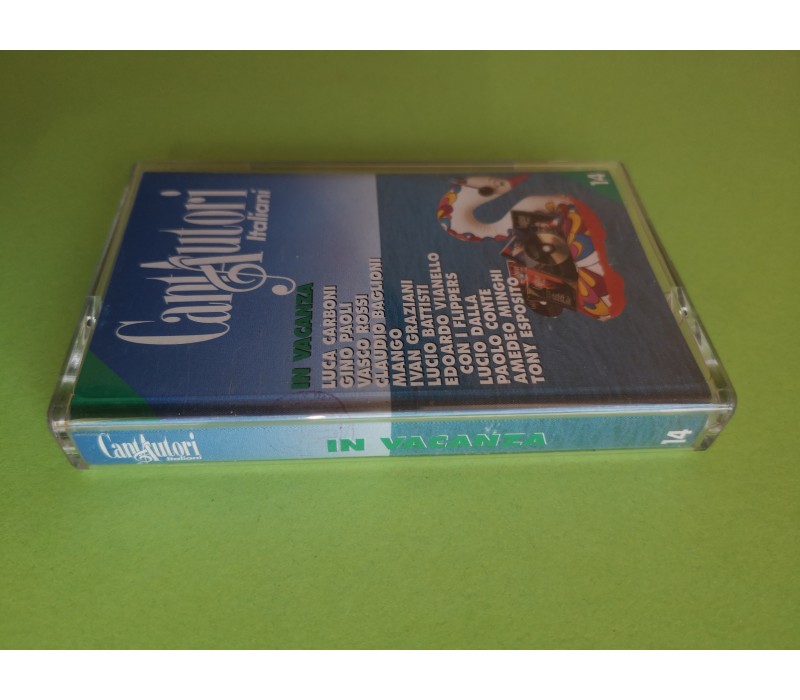 CantAutori
Italiani
IN VACANZA
LUCA CARBONI
GINO PAOLI
VASCO ROSSI
CLAUDIO BAGLIONI
MANGO
IVAN GRAZIANI
LUCIO BATTISTI
EDOARDO VIANELLO
CON I FLIPPERS
LUCIO DALLA
PAOLO CONTE
AMEDEO MINGHI
TONY ESPOSITO
14
CantAutori
Italiani
IN VACANZA
14